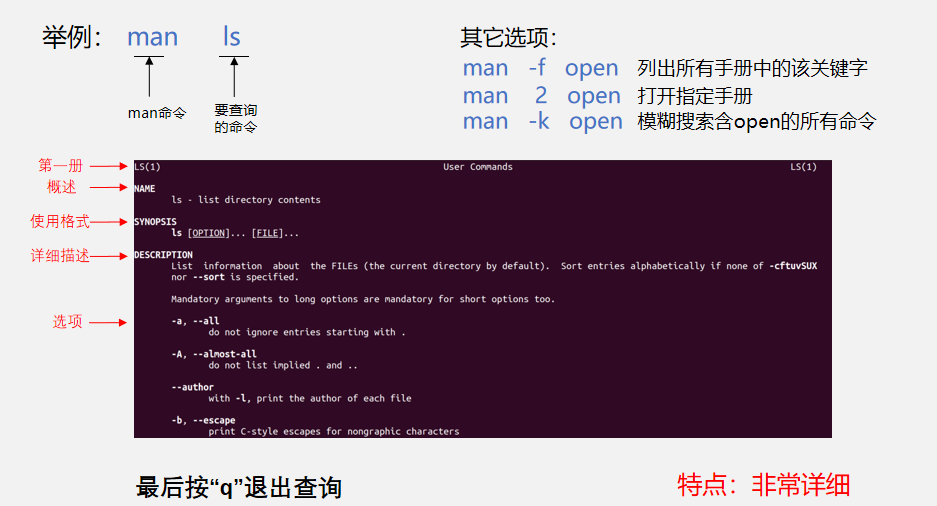 举例： man ls
man命令
要查询
的命令
其它选项：
man -f open 列出所有手册中的该关键字
man 2 open 打开指定手册
man -k open 模糊搜索含open的所有命令
第一册
概述
使用格式
详细描述
选项
LS(1) User Commands LS(1)
NAME
ls - list directory contents
SYNOPSIS
ls [OPTION]... [FILE]...
DESCRIPTION
List information about the FILEs (the current directory by default). Sort entries alphabetically if none of -cftuvSUX
nor --sort is specified.
Mandatory arguments to long options are mandatory for short options too.
-a, --all
do not ignore entries starting with .
-A, --almost-all
do not list implied . and ..
--author
with -l, print the author of each file
-b, --escape
print C-style escapes for nongraphic characters
最后按“q”退出查询
特点：非常详细